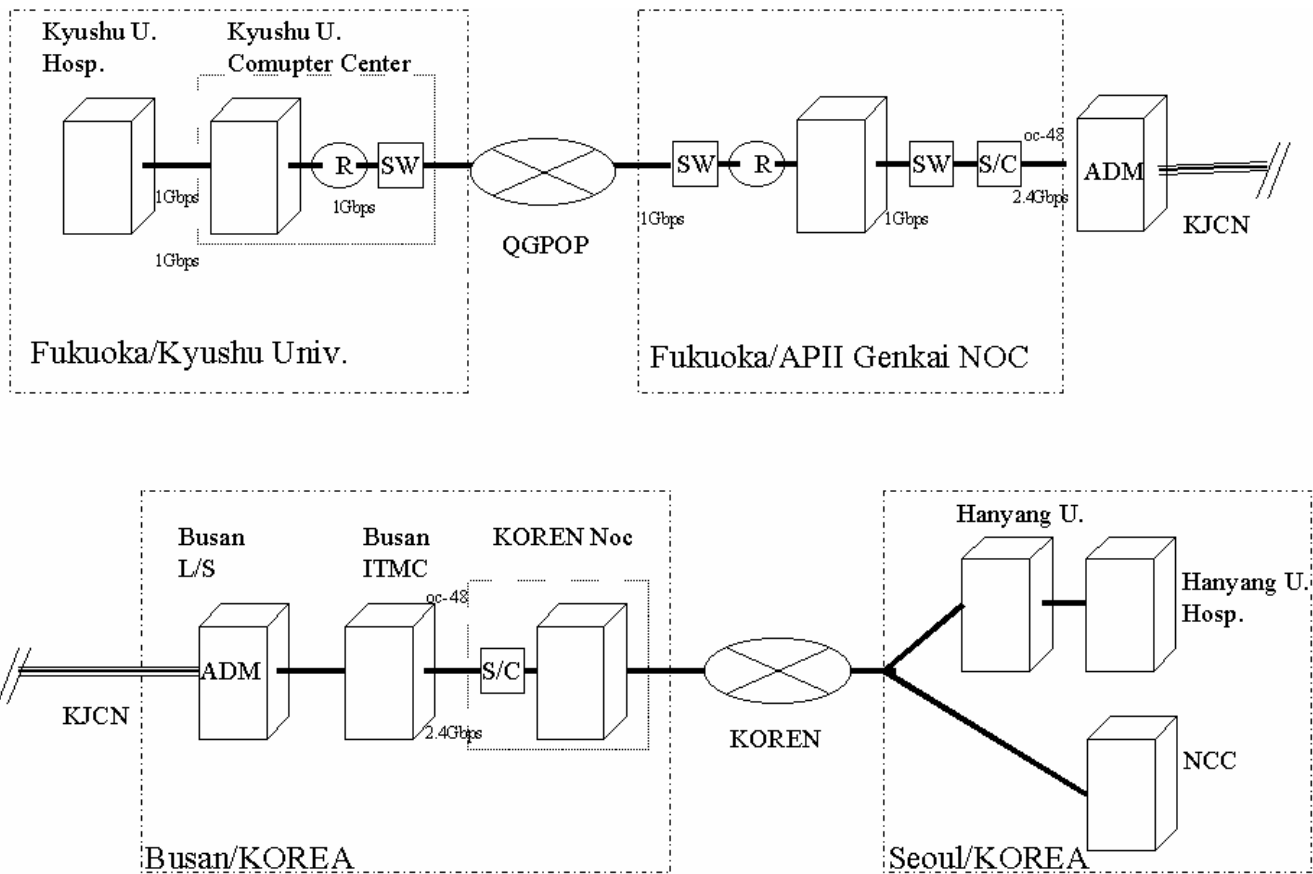 Kyushu U.
Hosp.
Kyushu U.
Comupter Center
R
SW
1Gbps
1Gbps
1Gbps
QGPOP
Fukuoka/Kyushu Univ.
SW
R
SW
S/C
oc-48
ADM
1Gbps
1Gbps
2.4Gbps
KJCN
Fukuoka/APII Genkai NOC
Busan
L/S
Busan
ITMC
KOREN Noc
oc-48
ADM
S/C
2.4Gbps
KJCN
KOREN
Busan/KOREA
Hanyang U.
Hanyang U.
Hosp.
NCC
Seoul/KOREA